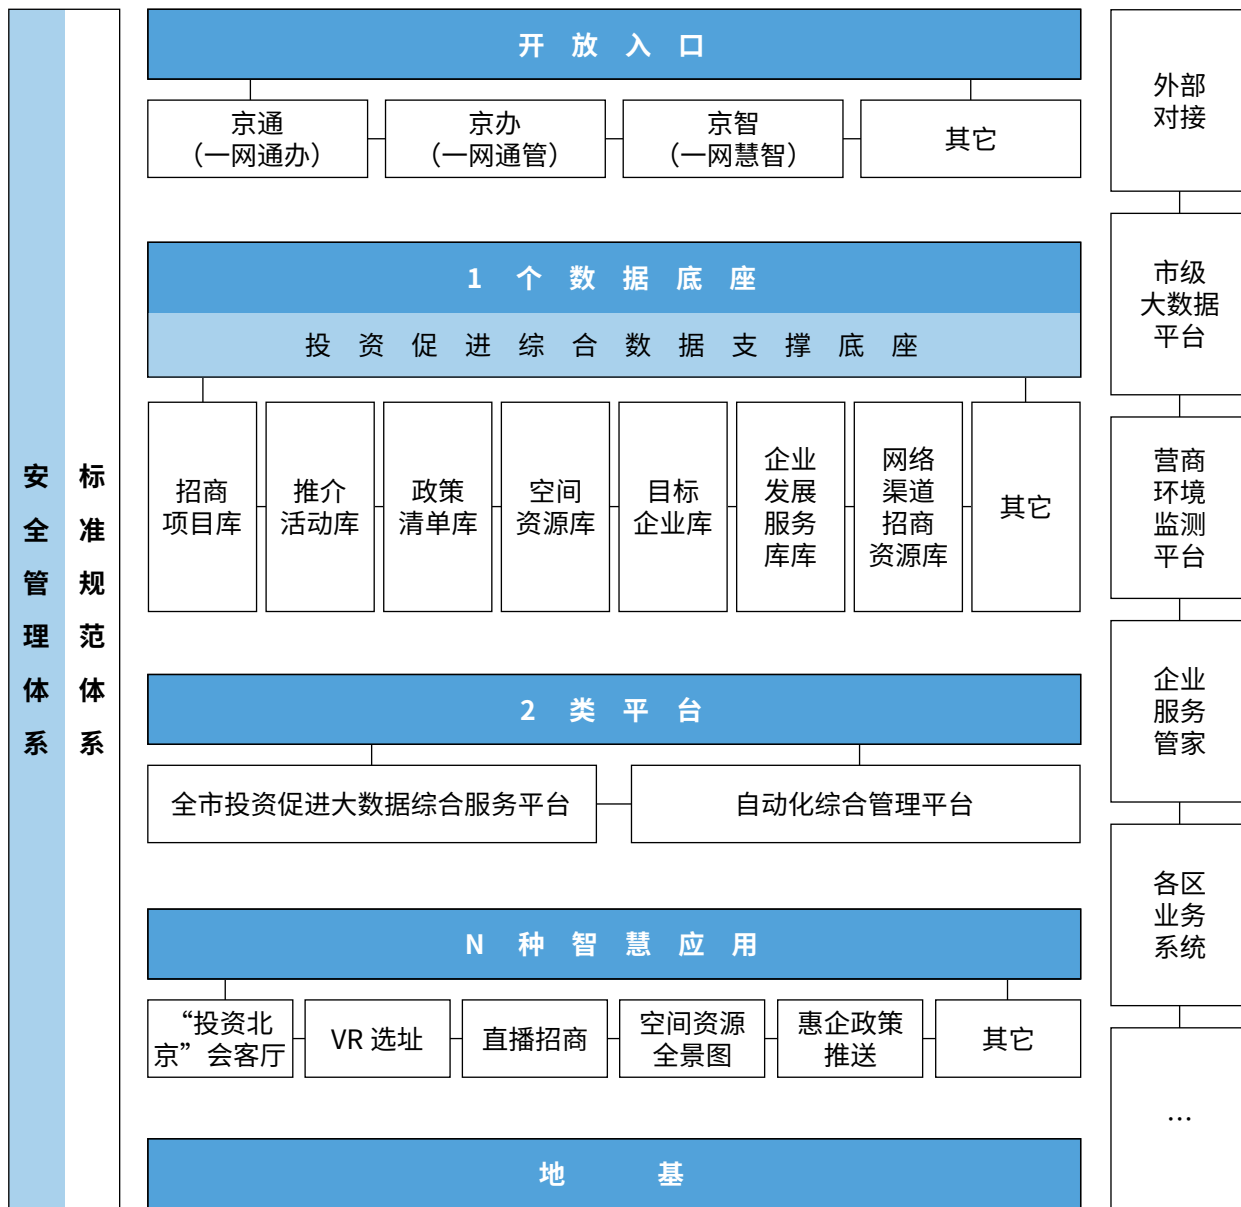 安全管理体系
标准规范体系
开放入口
京通
（一网通办）
京办
（一网通管）
京智
（一网慧智）
其它
1个数据底座
投资促进综合数据支撑底座
招商
项目库
推介
活动库
政策
清单库
空间
资源库
目标
企业库
企业
发展
服务
库库
网络
渠道
招商
资源库
其它
2类平台
全市投资促进大数据综合服务平台
自动化综合管理平台
N种智慧应用
“投资北
京”会客厅
VR 选址
直播招商
空间资源
全景图
惠企政策
推送
其它
地基
外部
对接
市级
大数据
平台
营商
环境
监测
平台
企业
服务
管家
各区
业务
系统
…